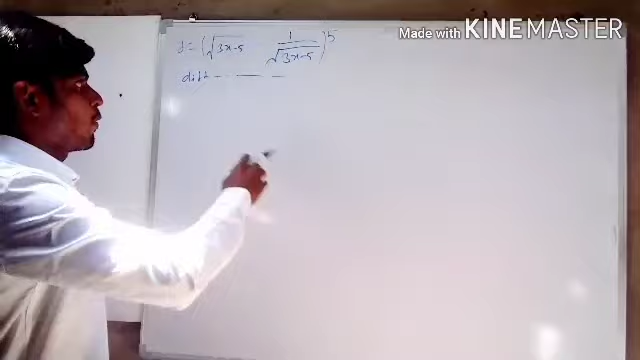 Made with KINEMASTER
y = (√3x-5   1/√3x-5)^5
diff - - - - -